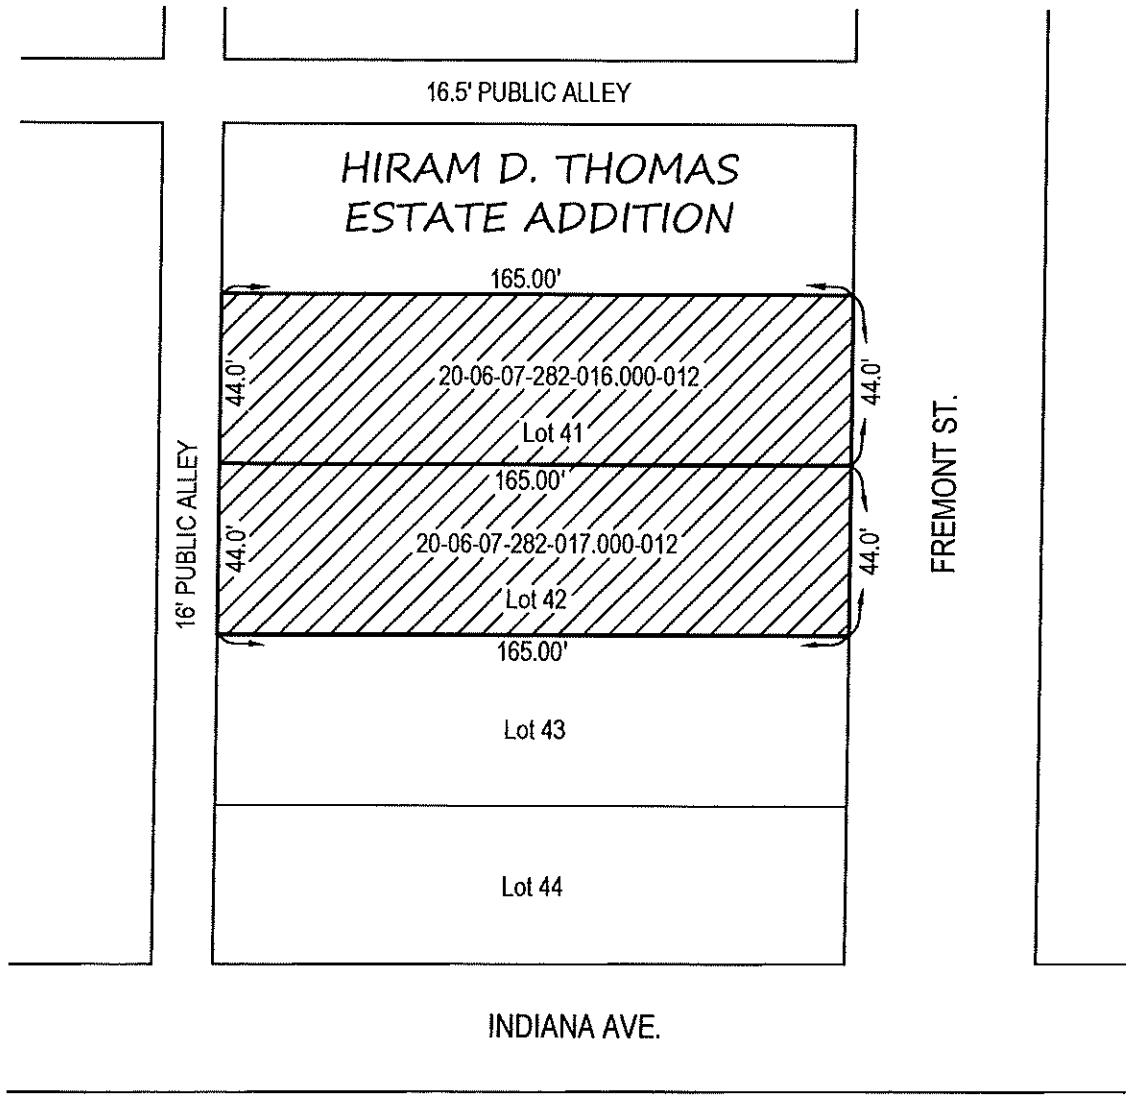 16.5' PUBLIC ALLEY
HIRAM D. THOMAS
ESTATE ADDITION
165.00'
44.0'
20-06-07-282-016.000-012
44.0'
Lot 41
165.00'
16' PUBLIC ALLEY
FREMONT ST.
44.0'
20-06-07-282-017.000-012
44.0'
Lot 42
165.00'
Lot 43
Lot 44
INDIANA AVE.